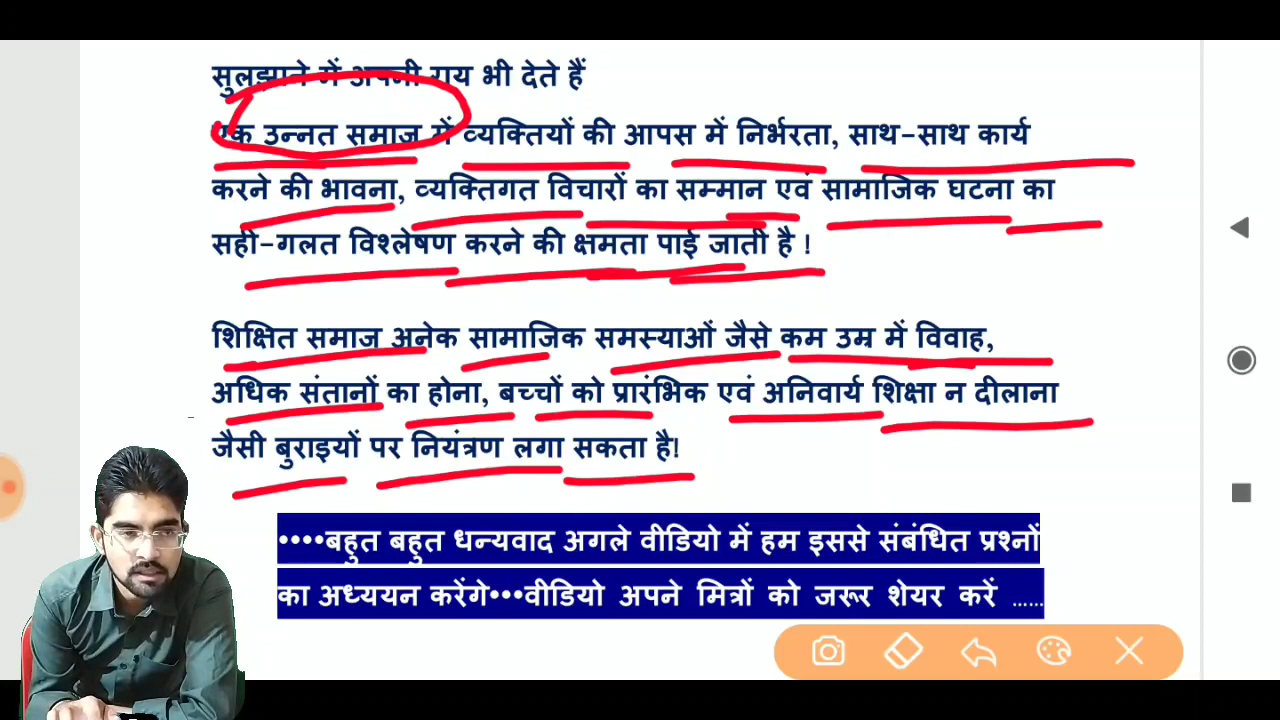 सुलझाने में अपनी राय भी देते हैं
एक उन्नत समाज में व्यक्तियों की आपस में निर्भरता, साथ-साथ कार्य
करने की भावना, व्यक्तिगत विचारों का सम्मान एवं सामाजिक घटना का
सही-गलत विश्लेषण करने की क्षमता पाई जाती है !
शिक्षित समाज अनेक सामाजिक समस्याओं जैसे कम उम्र में विवाह,
अधिक संतानों का होना, बच्चों को प्रारंभिक एवं अनिवार्य शिक्षा न दीलाना
जैसी बुराइयों पर नियंत्रण लगा सकता है!
••••बहुत बहुत धन्यवाद अगले वीडियो में हम इससे संबंधित प्रश्नों
का अध्ययन करेंगे•••वीडियो अपने मित्रों को जरूर शेयर करें ......